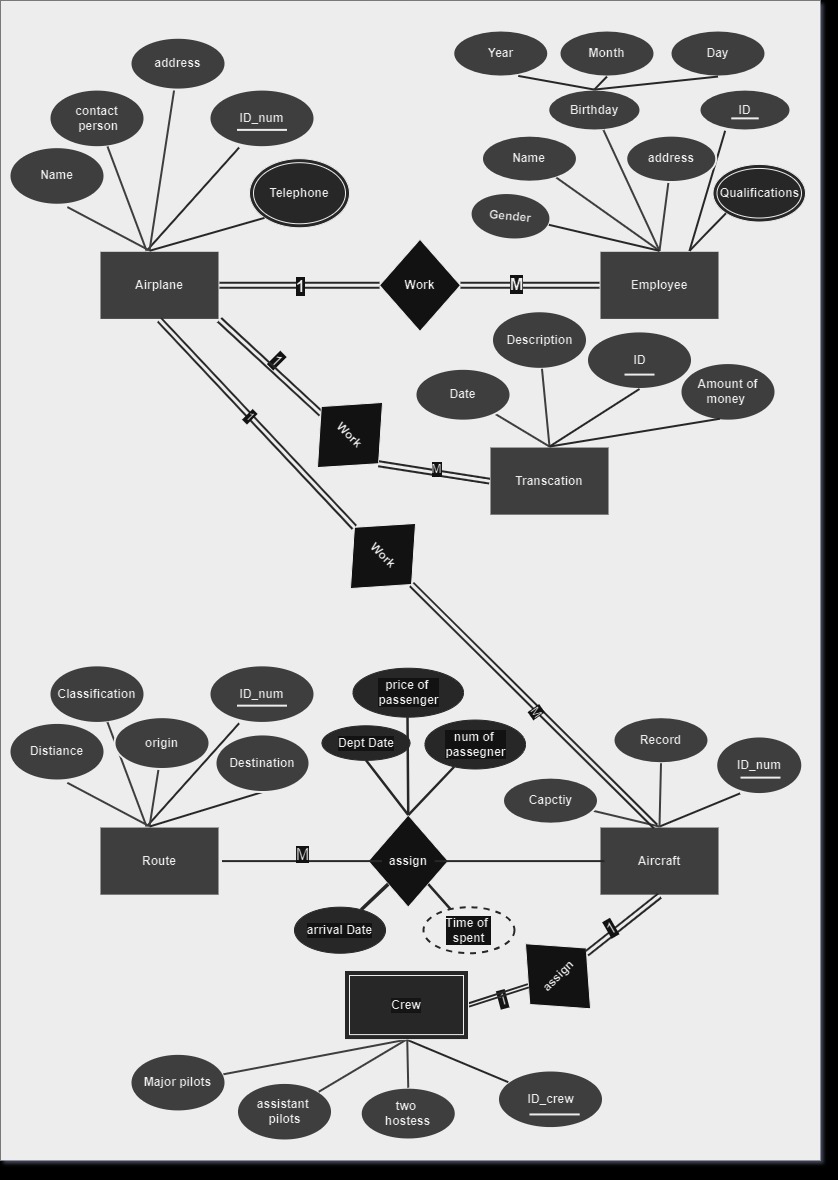 Year
Month
Day
address
contact
person
ID_num
Birthday
ID
Name
Telephone
Name
address
Qualifications
Gender
Airplane
1
Work
M
Employee
Description
1
ID
Date
Amount of
money
1
Work
M
Transcation
Work
Classification
ID_num
price of
passenger
M
Distiance
origin
Destination
Dept Date
num of
passegner
Record
ID_num
Capctiy
Route
M
assign
Aircraft
arrival Date
Time of
spent
1
assign
1
Crew
Major pilots
assistant
pilots
two
hostess
ID_crew